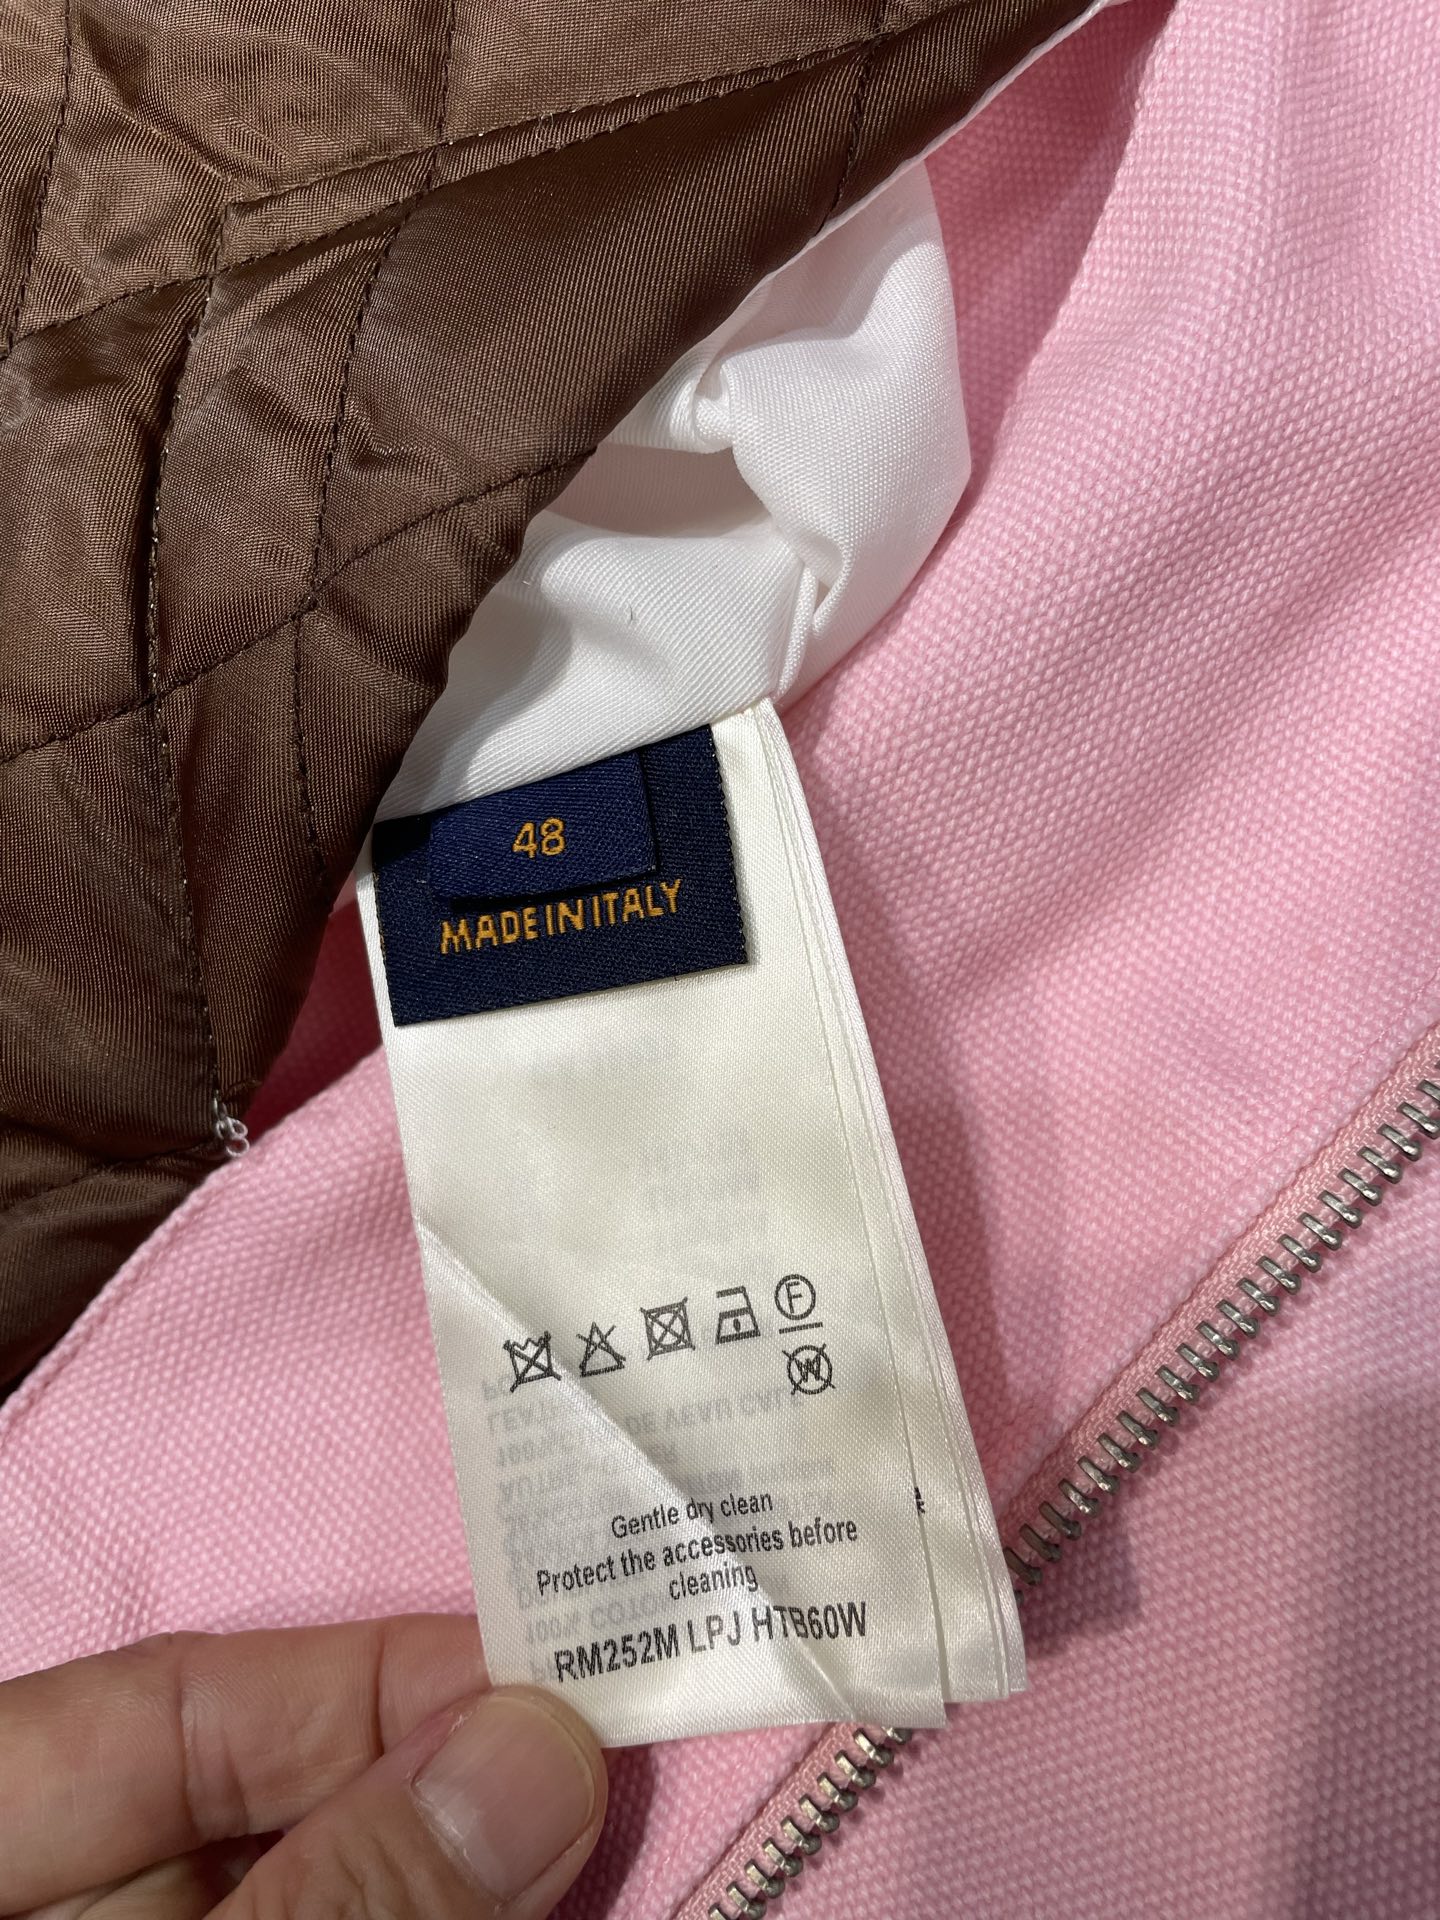 48
MADE IN ITALY
F
W
Gentle dry clean
Protect the accessories before
cleaning
RM252M LPJ HTB60W